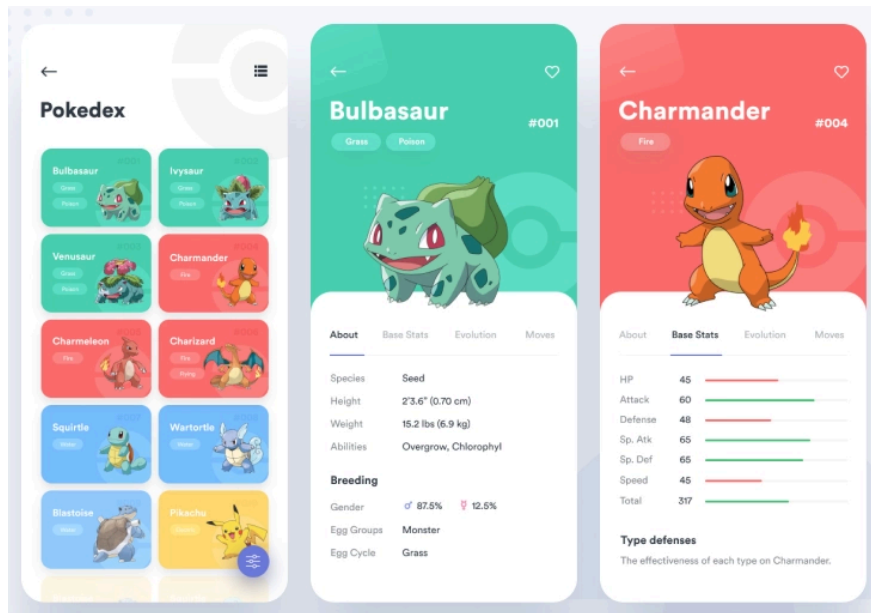 Pokedex
Bulbasaur
Grass
Poison
Ivysaur
Grass
Poison
Venusaur
Grass
Poison
Charmander
Fire
Charmeleon
Fire
Charizard
Fire
Flying
Squirtle
Water
Wartortle
Water
Blastoise
Water
Pikachu
Bulbasaur
#001
Grass Poison
About Base Stats Evolution Moves
Species Seed
Height 2'3.6" (0.70 cm)
Weight 15.2 lbs (6.9 kg)
Abilities Overgrow, Chlorophyl
Breeding
Gender ♂ 87.5% ♀ 12.5%
Egg Groups Monster
Egg Cycle Grass
Charmander
#004
Fire
About Base Stats Evolution Moves
HP 45
Attack 60
Defense 48
Sp. Atk 65
Sp. Def 65
Speed 45
Total 317
Type defenses
The effectiveness of each type on Charmander.